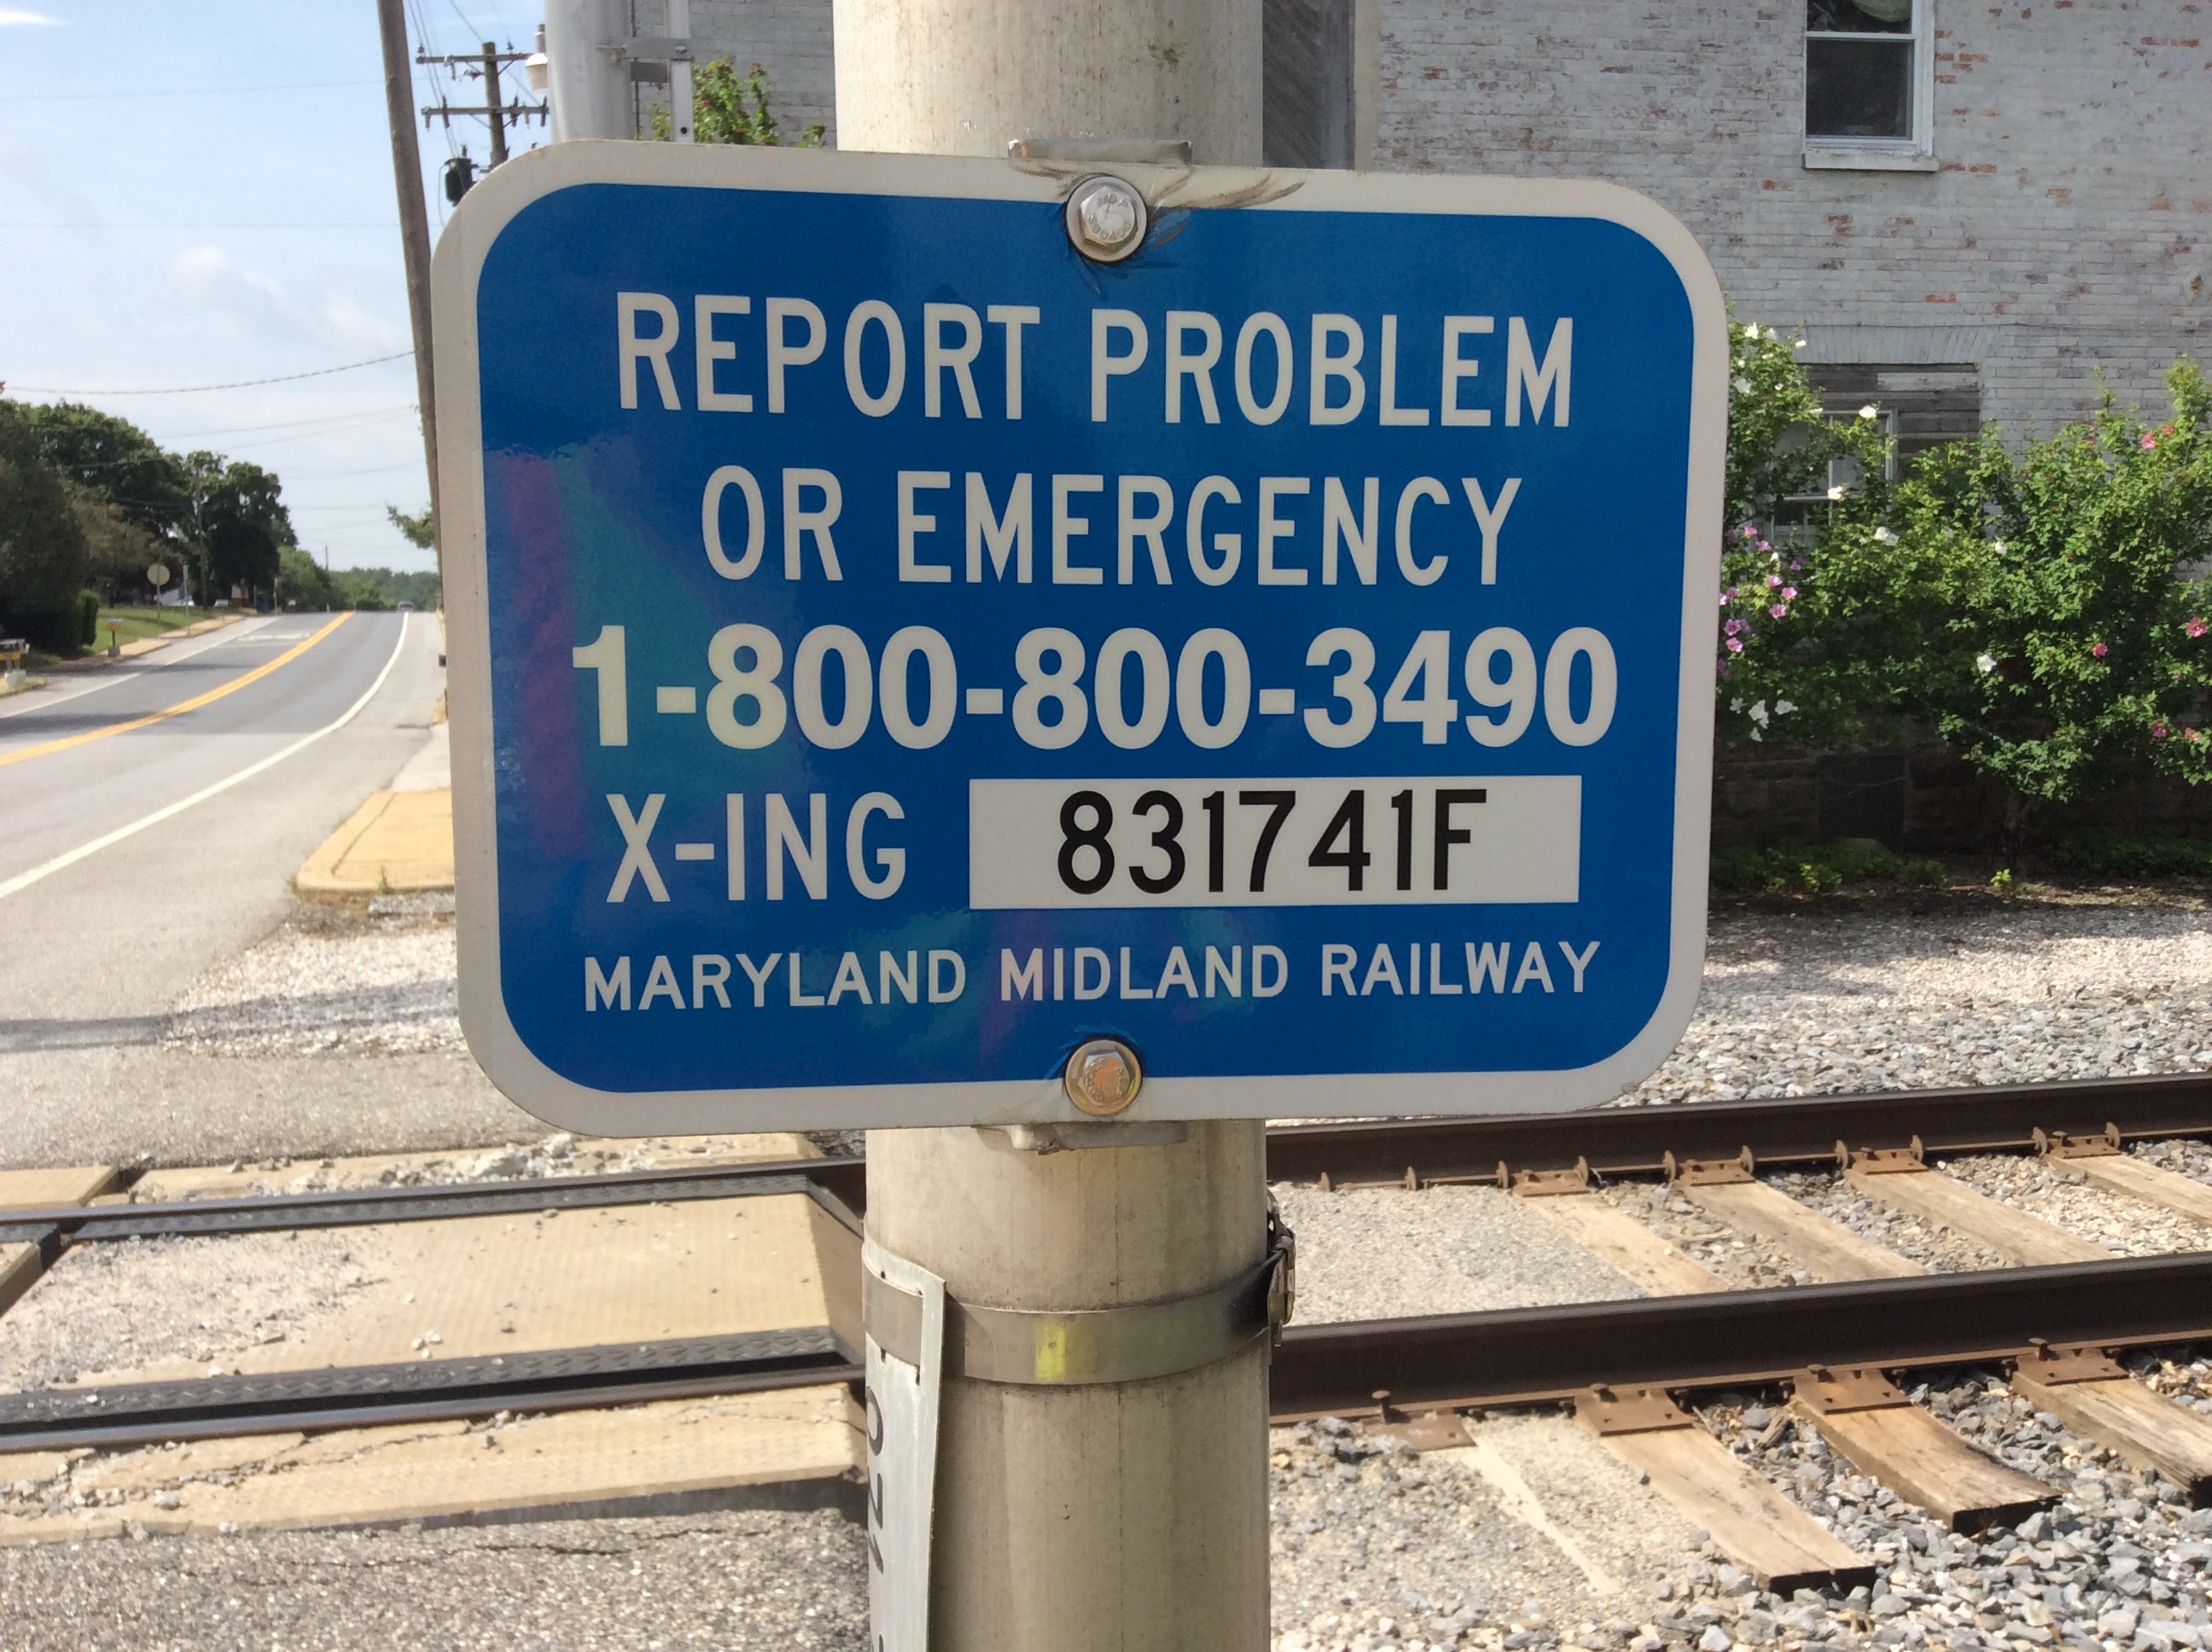 REPORT PROBLEM
OR EMERGENCY
1-800-800-3490
X-ING 831741F
MARYLAND MIDLAND RAILWAY